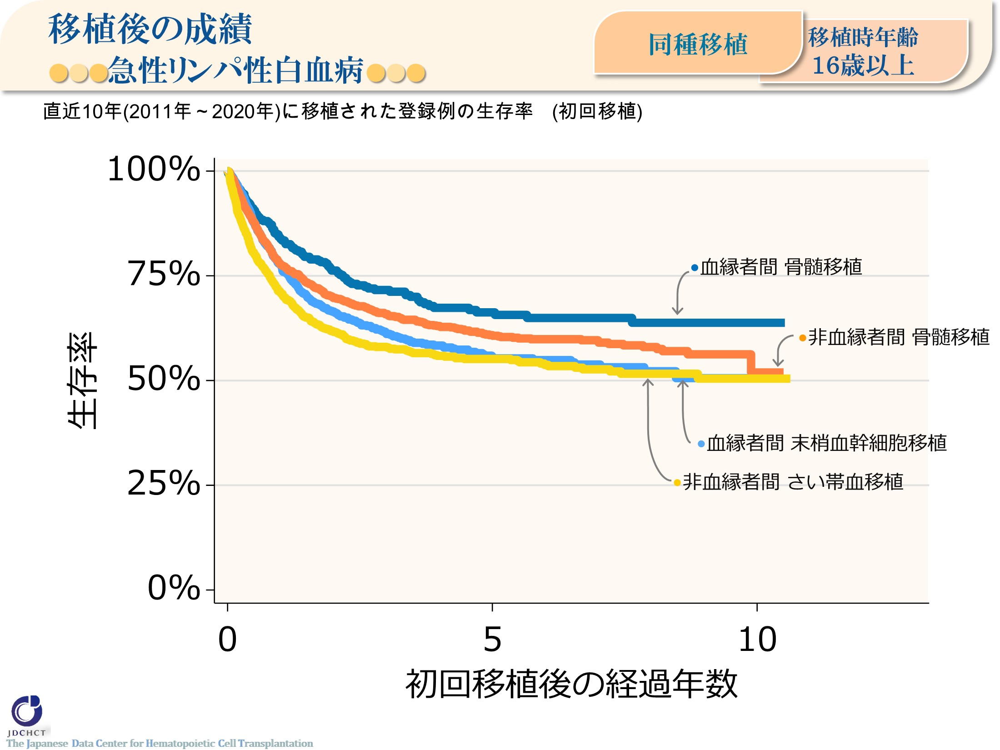 移植後の成績
急性リンパ性白血病
同種移植
移植時年齢
16歳以上
直近10年(2011年～2020年)に移植された登録例の生存率　(初回移植)
100%
75%
50%
25%
0%
生存率
血縁者間 骨髄移植
非血縁者間 骨髄移植
血縁者間 末梢血幹細胞移植
非血縁者間 さい帯血移植
0
5
10
初回移植後の経過年数
JDCHCT
The Japanese Data Center for Hematopoietic Cell Transplantation